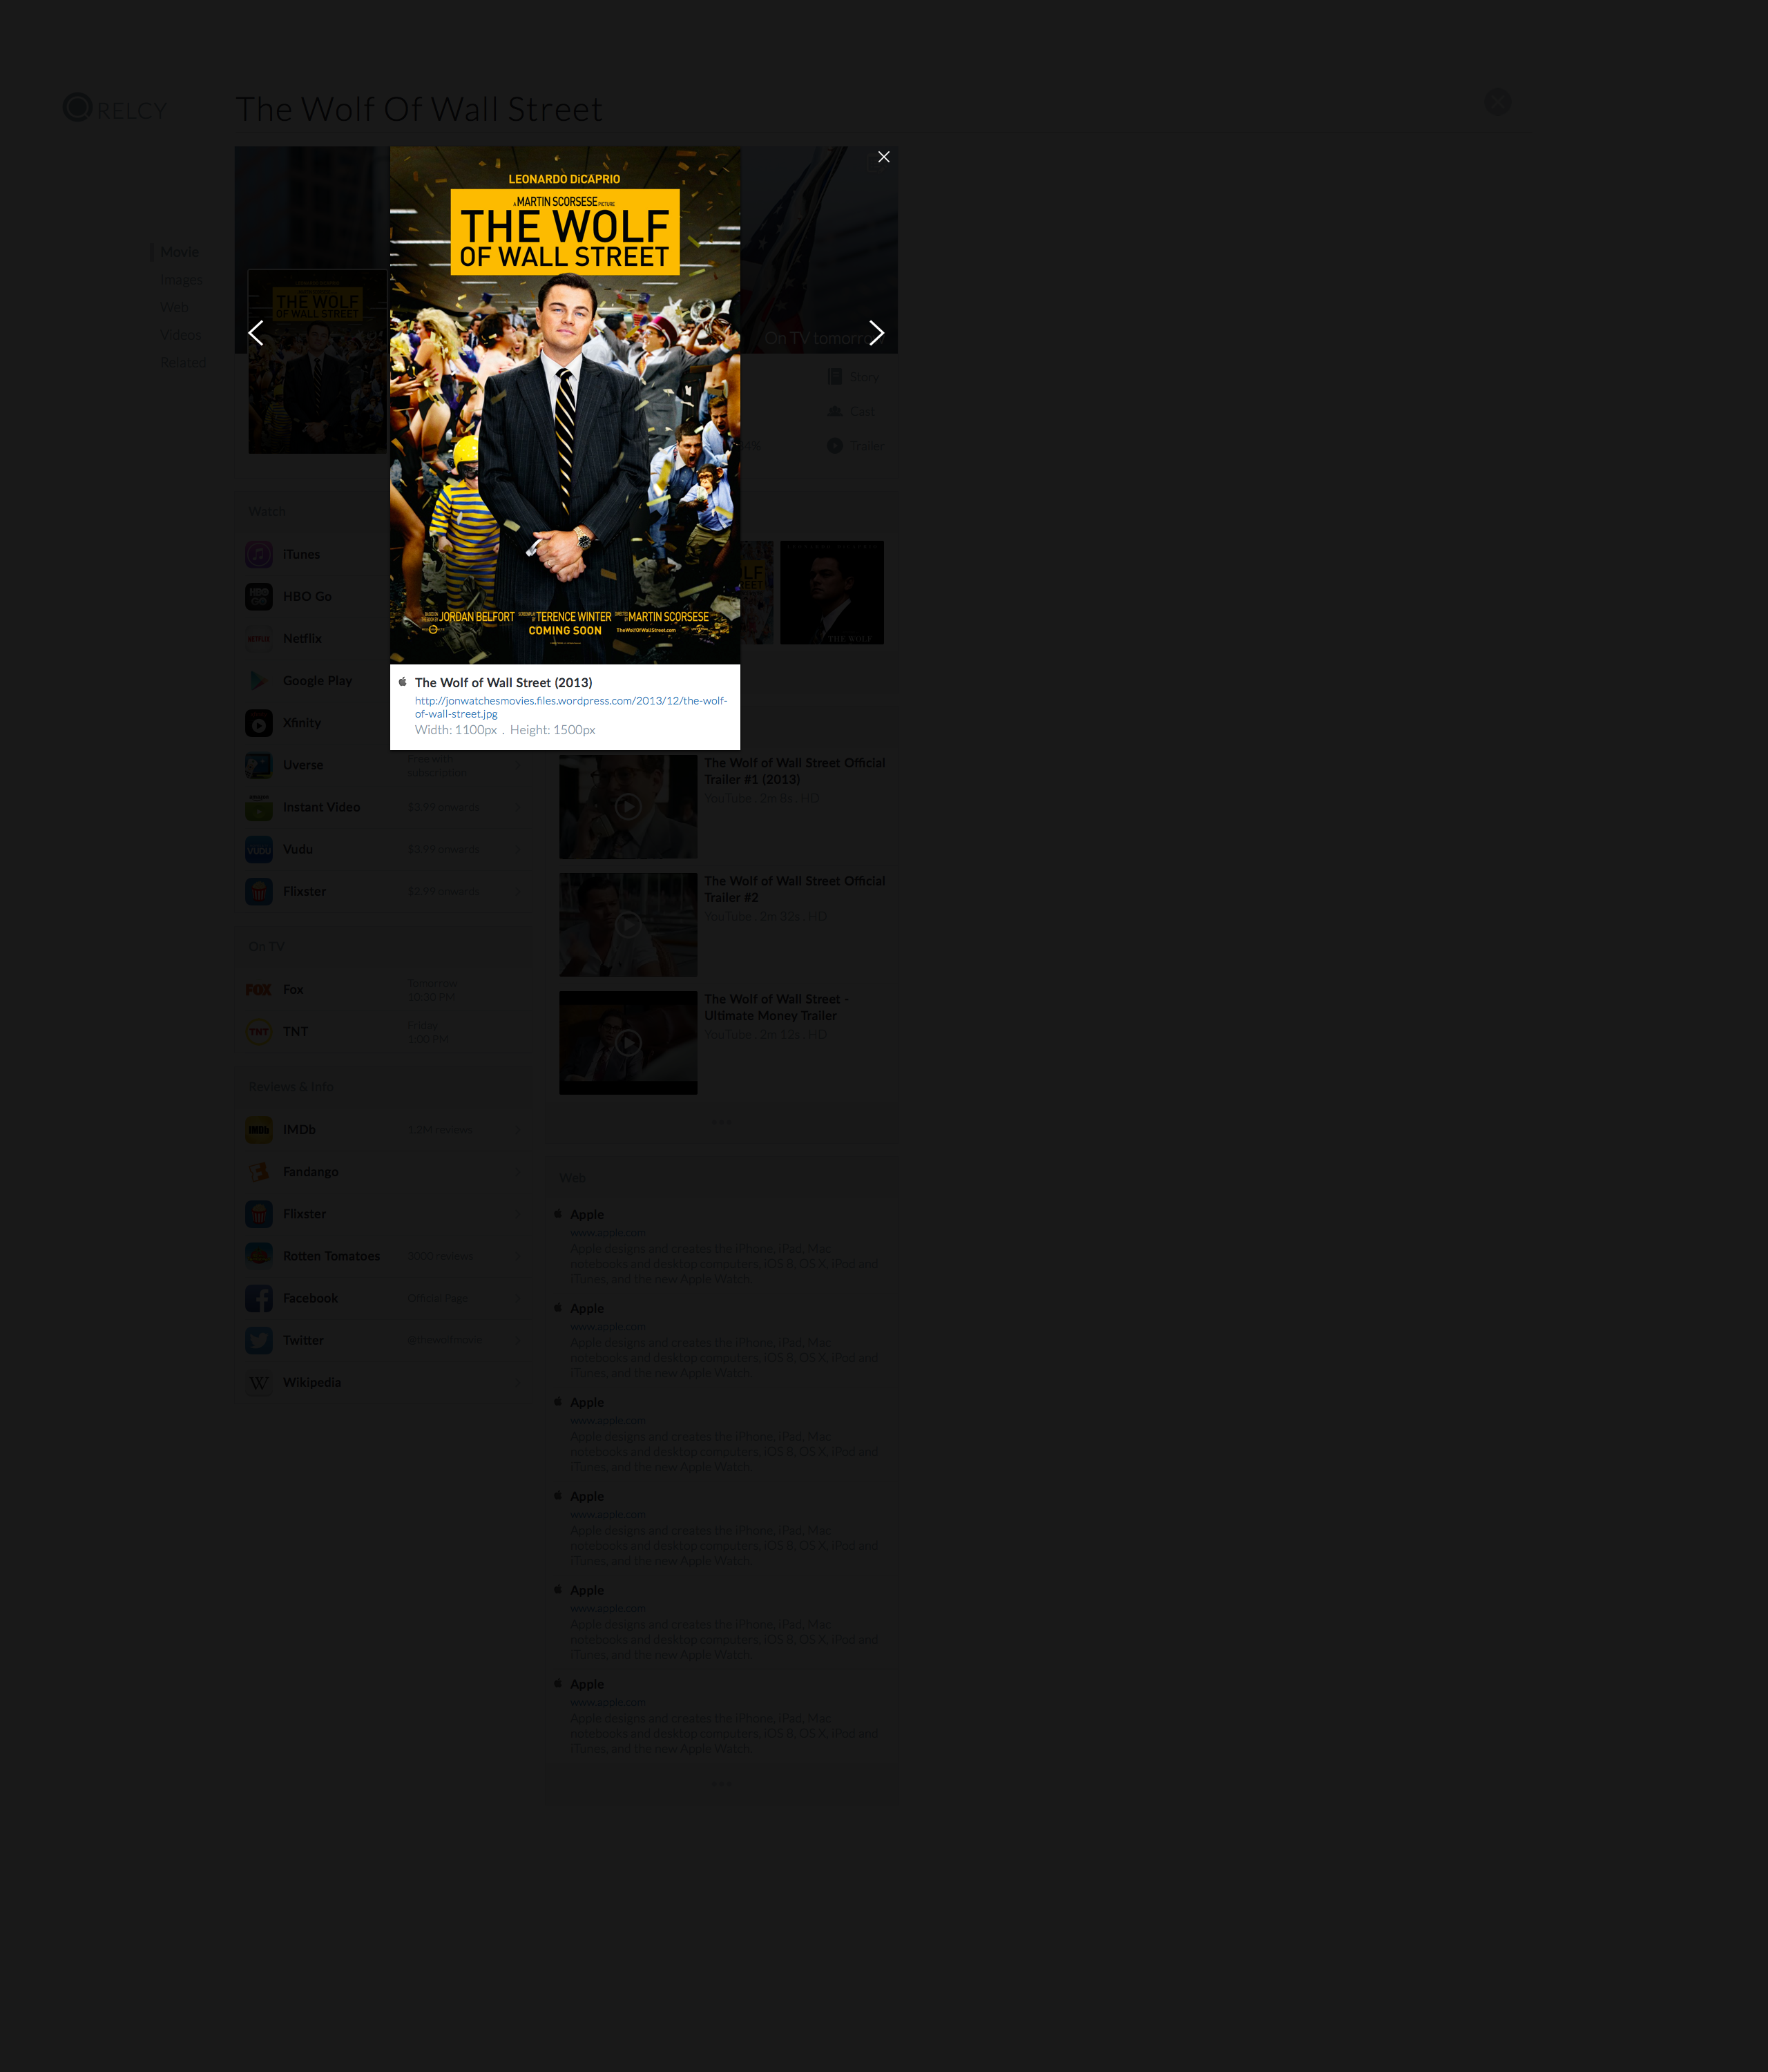 RELCY
The Wolf Of Wall Street
Movie
Images
Web
Videos
Related
LEONARDO DiCAPRIO
A MARTIN SCORSESE PICTURE
THE WOLF
OF WALL STREET
BASED ON THE BOOK BY JORDAN BELFORT SCREENPLAY BY TERENCE WINTER DIRECTED BY MARTIN SCORSESE
COMING SOON
TheWolfOfWallStreet.com
The Wolf of Wall Street (2013)
http://jonwatchesmovies.files.wordpress.com/2013/12/the-wolf-
of-wall-street.jpg
Width: 1100px . Height: 1500px
THE WOLF
OF WALL STREET
On TV tomorro
Story
Cast
Trailer
Watch
iTunes
HBO Go
Netflix
Google Play
Xfinity
Uverse
Free with
subscription
Instant Video
$3.99 onwards
Vudu
$3.99 onwards
Flixster
$3.99 onwards
On TV
Fox
Tomorrow
10:30 PM
TNT
Friday
1:00 PM
Reviews & Info
IMDb
1.2M reviews
Fandango
Flixster
Rotten Tomatoes
3000 reviews
Facebook
Official Page
Twitter
@thewolfmovie
Wikipedia
THE WOLF
The Wolf of Wall Street Official
Trailer #1 (2013)
YouTube . 2m 8s . HD
The Wolf of Wall Street Official
Trailer #2
YouTube . 2m 32s . HD
The Wolf of Wall Street -
Ultimate Money Trailer
YouTube . 2m 12s . HD
Web
Apple
www.apple.com
Apple designs and creates the iPhone, iPad, Mac
notebooks and desktop computers, iOS 8, OS X, iPod and
iTunes, and the new Apple Watch.
Apple
www.apple.com
Apple designs and creates the iPhone, iPad, Mac
notebooks and desktop computers, iOS 8, OS X, iPod and
iTunes, and the new Apple Watch.
Apple
www.apple.com
Apple designs and creates the iPhone, iPad, Mac
notebooks and desktop computers, iOS 8, OS X, iPod and
iTunes, and the new Apple Watch.
Apple
www.apple.com
Apple designs and creates the iPhone, iPad, Mac
notebooks and desktop computers, iOS 8, OS X, iPod and
iTunes, and the new Apple Watch.
Apple
www.apple.com
Apple designs and creates the iPhone, iPad, Mac
notebooks and desktop computers, iOS 8, OS X, iPod and
iTunes, and the new Apple Watch.
Apple
www.apple.com
Apple designs and creates the iPhone, iPad, Mac
notebooks and desktop computers, iOS 8, OS X, iPod and
iTunes, and the new Apple Watch.